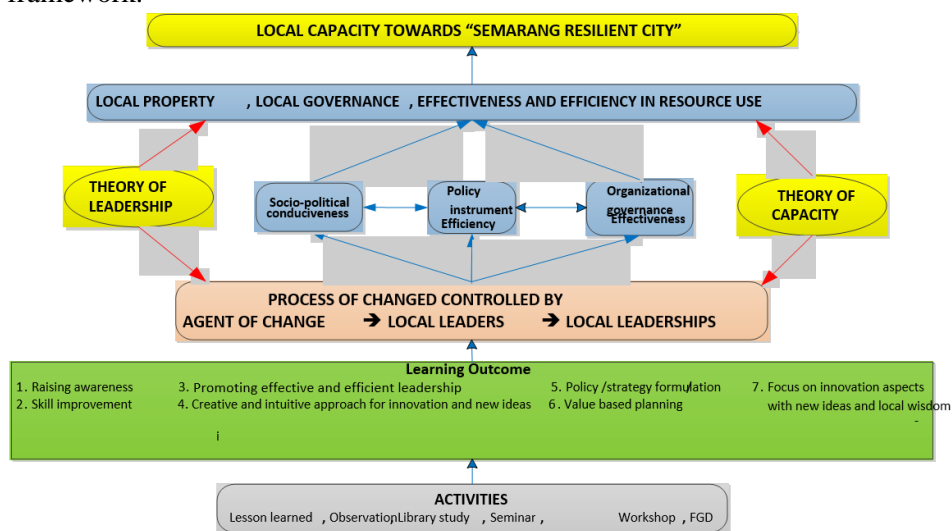 framework.
LOCAL CAPACITY TOWARDS “SEMARANG RESILIENT CITY”
LOCAL PROPERTY , LOCAL GOVERNANCE , EFFECTIVENESS AND EFFICIENCY IN RESOURCE USE
THEORY OF
LEADERSHIP
Socio-political
conduciveness
Policy
instrument
Efficiency
Organizational
governance
Effectiveness
THEORY OF
CAPACITY
PROCESS OF CHANGED CONTROLLED BY
AGENT OF CHANGE ➔ LOCAL LEADERS ➔ LOCAL LEADERSHIPS
Learning Outcome
1. Raising awareness
2. Skill improvement
3. Promoting effective and efficient leadership
4. Creative and intuitive approach for innovation and new ideas
i
5. Policy /strategy formulation
6. Value based planning
7. Focus on innovation aspects
with new ideas and local wisdom
-
ACTIVITIES
Lesson learned , ObservationLibrary study , Seminar , Workshop , FGD